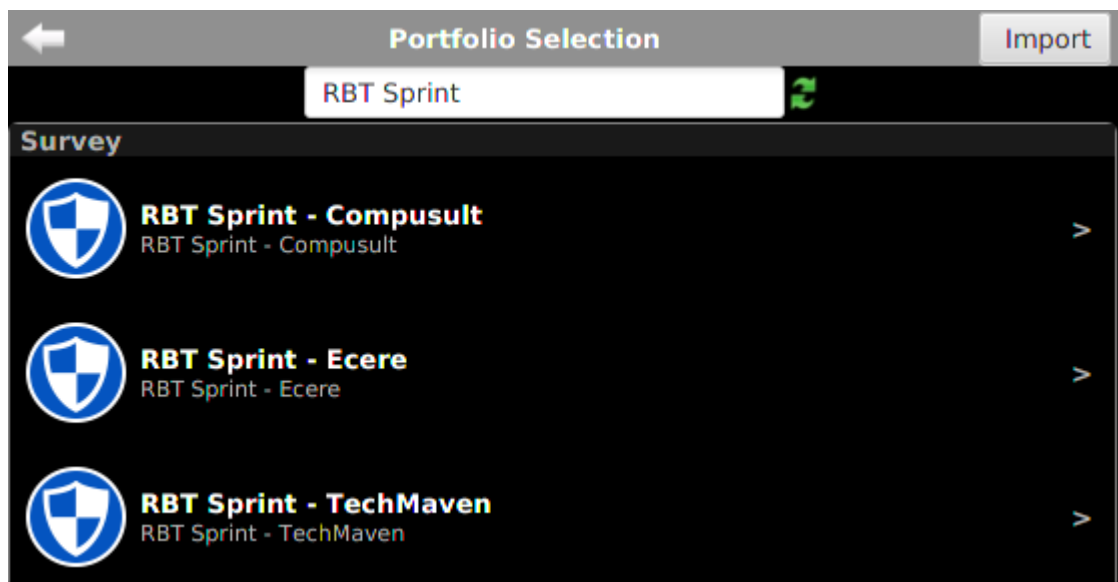 Portfolio Selection
Import
RBT Sprint
Survey
RBT Sprint - Compusult
RBT Sprint - Compusult
>
RBT Sprint - Ecere
RBT Sprint - Ecere
>
RBT Sprint - TechMaven
RBT Sprint - TechMaven
>